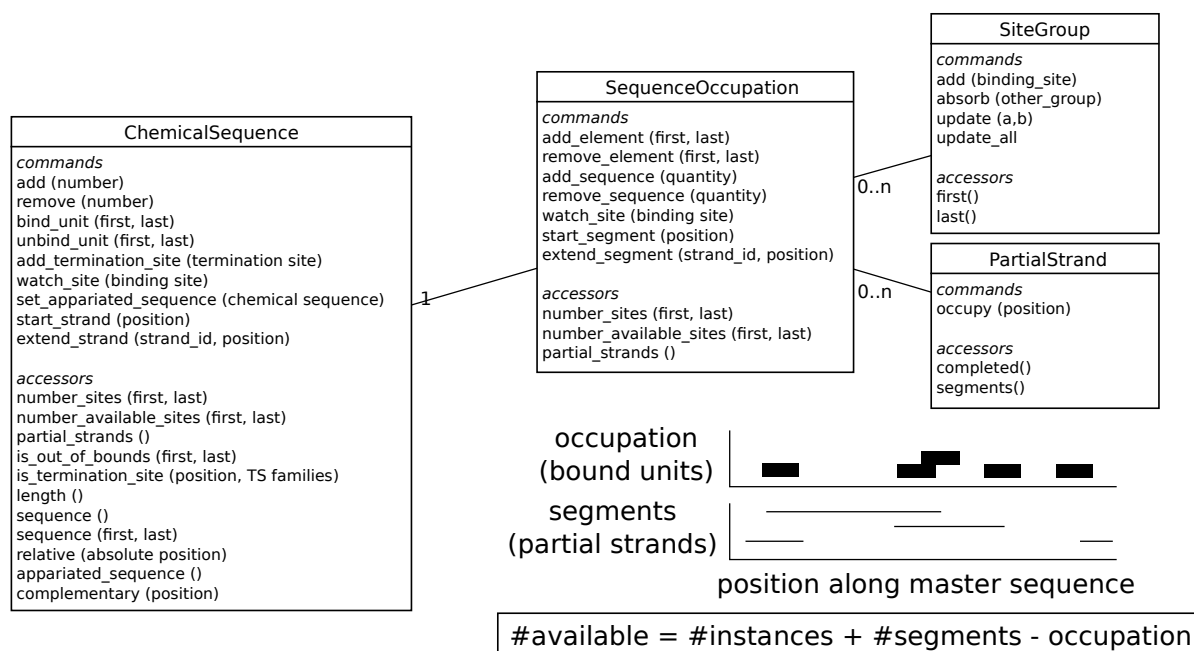 ChemicalSequence
commands
add (number)
remove (number)
bind_unit (first, last)
unbind_unit (first, last)
add_termination_site (termination site)
watch_site (binding site)
set_appariated_sequence (chemical sequence)
start_strand (position)
extend_strand (strand_id, position)
accessors
number_sites (first, last)
number_available_sites (first, last)
partial_strands ()
is_out_of_bounds (first, last)
is_termination_site (position, TS families)
length ()
sequence ()
sequence (first, last)
relative (absolute position)
appariated_sequence ()
complementary (position)
1
SequenceOccupation
commands
add_element (first, last)
remove_element (first, last)
add_sequence (quantity)
remove_sequence (quantity)
watch_site (binding site)
start_segment (position)
extend_segment (strand_id, position)
accessors
number_sites (first, last)
number_available_sites (first, last)
partial_strands ()
0..n
0..n
SiteGroup
commands
add (binding_site)
absorb (other_group)
update (a,b)
update_all
accessors
first()
last()
PartialStrand
commands
occupy (position)
accessors
completed()
segments()
occupation
(bound units)
segments
(partial strands)
position along master sequence
#available = #instances + #segments - occupation